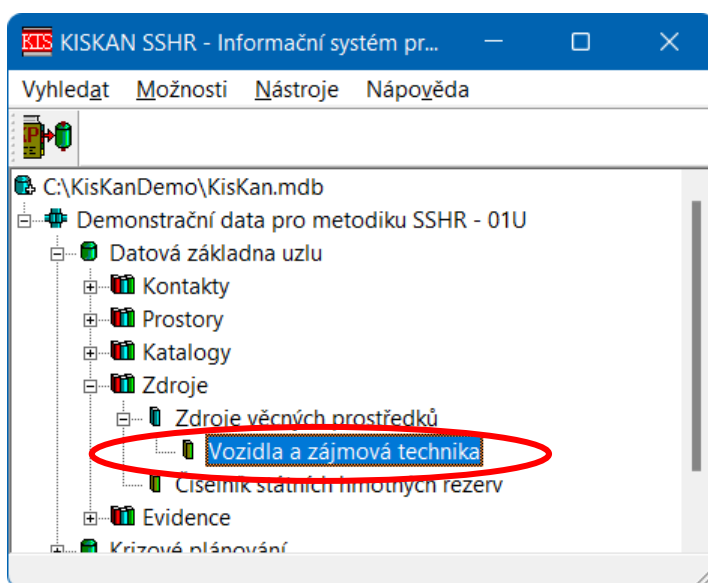 KIS KISKAN SSHR - Informační systém pr...
Vyhledat Možnosti Nástroje Nápověda
C:\KisKanDemo\KisKan.mdb
Demonstrační data pro metodiku SSHR - 01U
Datová základna uzlu
Kontakty
Prostory
Katalogy
Zdroje
Zdroje věcných prostředků
Vozidla a zájmová technika
Číselník státních hmotných rezerv
Evidence
Krizové plánování